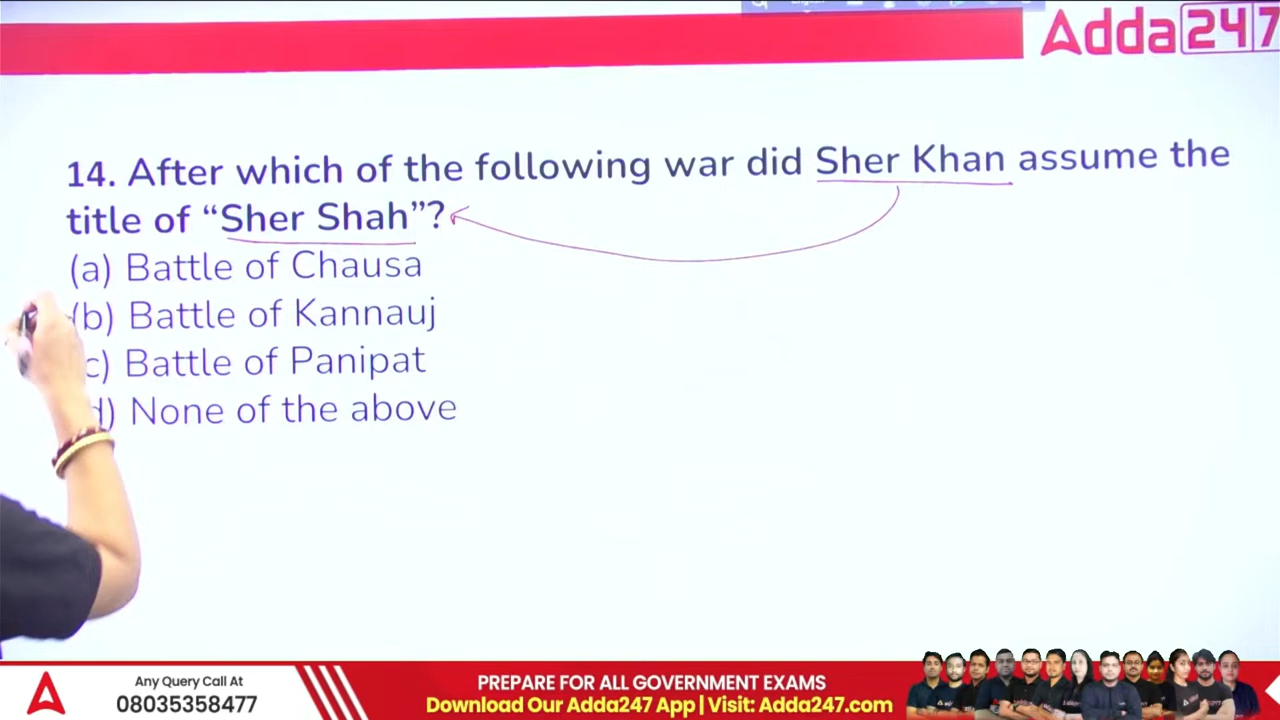 Adda247
14. After which of the following war did Sher Khan assume the
title of “Sher Shah”?
(a) Battle of Chausa
(b) Battle of Kannauj
c) Battle of Panipat
d) None of the above
Any Query Call At
08035358477
PREPARE FOR ALL GOVERNMENT EXAMS
Download Our Adda247 App | Visit: Adda247.com